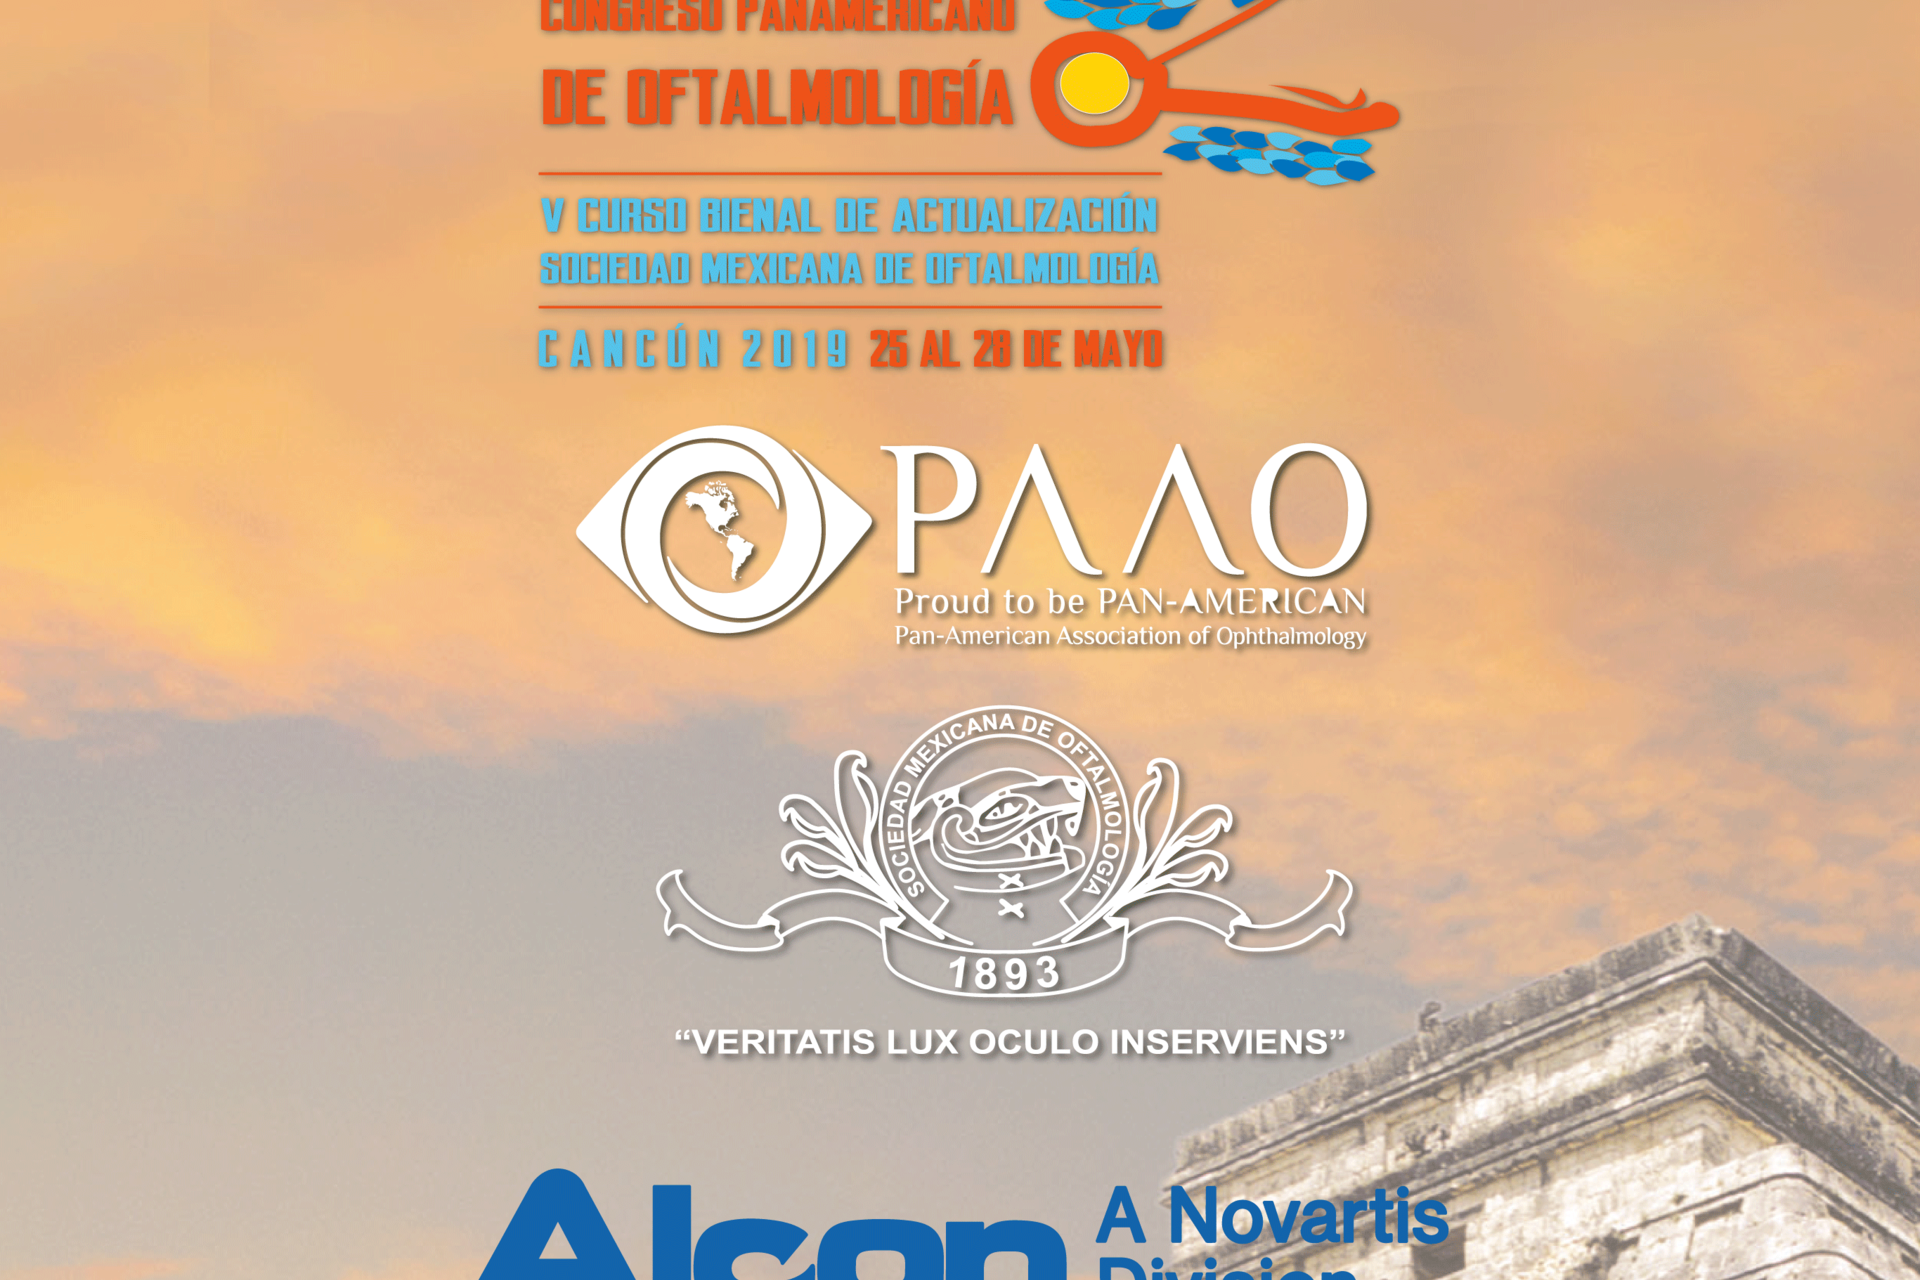 CONGRESO PANAMERICANO
DE OFTALMOLOGÍA
V CURSO BIENAL DE ACTUALIZACIÓN
SOCIEDAD MEXICANA DE OFTALMOLOGÍA
CANCÚN 2019 25 AL 28 DE MAYO
PAAO
Proud to be PAN-AMERICAN
Pan-American Association of Ophthalmology
SOCIEDAD MEXICANA DE OFTALMOLOGÍA
1893
“VERITATIS LUX OCULO INSERVIENS”
Alcon
A Novartis
Division